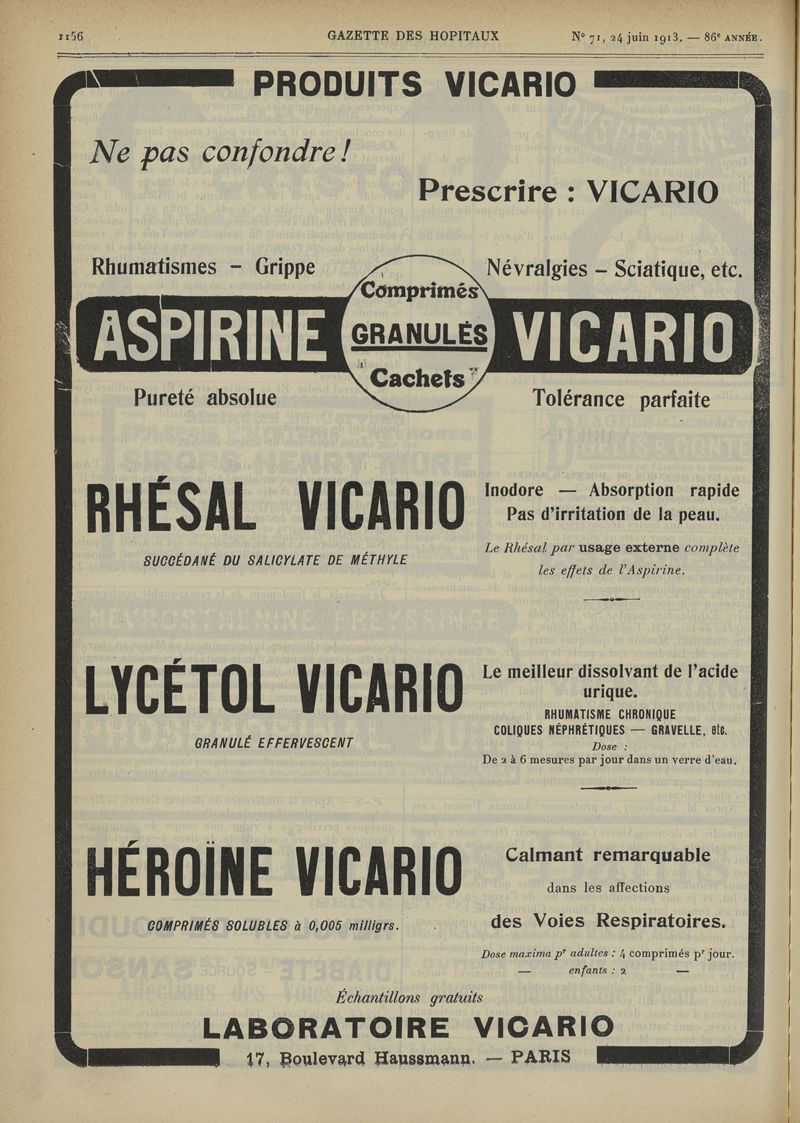 1156
GAZETTE DES HOPITAUX
N° 71, 24 juin 1913. — 86e ANNÉE.
PRODUITS VICARIO
Ne pas confondre !
Prescrire : VICARIO
Rhumatismes - Grippe
Névralgies - Sciatique, etc.
Comprimés
ASPIRINE GRANULÉS VICARIO
Cachets
Pureté absolue
Tolérance parfaite
RHÉSAL VICARIO
SUCCÉDANÉ DU SALICYLATE DE MÉTHYLE
Inodore — Absorption rapide
Pas d'irritation de la peau.
Le Rhésal par usage externe complète
les effets de l'Aspirine.
LYCÉTOL VICARIO
GRANULÉ EFFERVESCENT
Le meilleur dissolvant de l'acide
urique.
RHUMATISME CHRONIQUE
COLIQUES NÉPHRÉTIQUES — GRAVELLE, etc.
Dose :
De 2 à 6 mesures par jour dans un verre d'eau.
HÉROÏNE VICARIO
COMPRIMÉS SOLUBLES à 0,005 milligrs.
Calmant remarquable
dans les affections
des Voies Respiratoires.
Dose maxima pr adultes : 4 comprimés pr jour.
— enfants : 2 —
Échantillons gratuits
LABORATOIRE VICARIO
17, Boulevard Haussmann. — PARIS